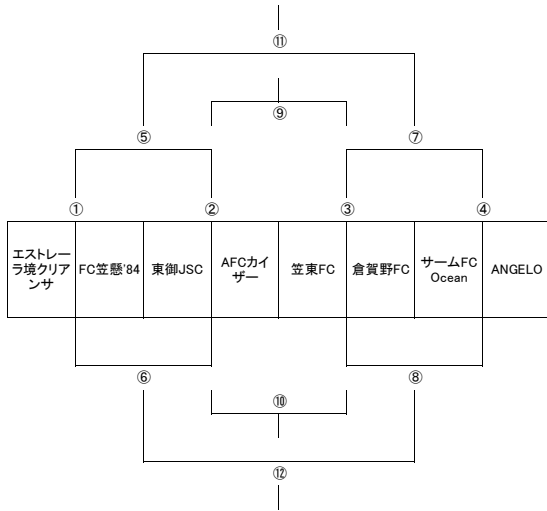 ⑪
⑨
⑤
⑦
①
②
③
④
エストレー
ラ境クリア
ンサ
FC笠懸'84
東御JSC
AFCカイ
ザー
笠東FC
倉賀野FC
サームFC
Ocean
ANGELO
⑥
⑧
⑩
⑫